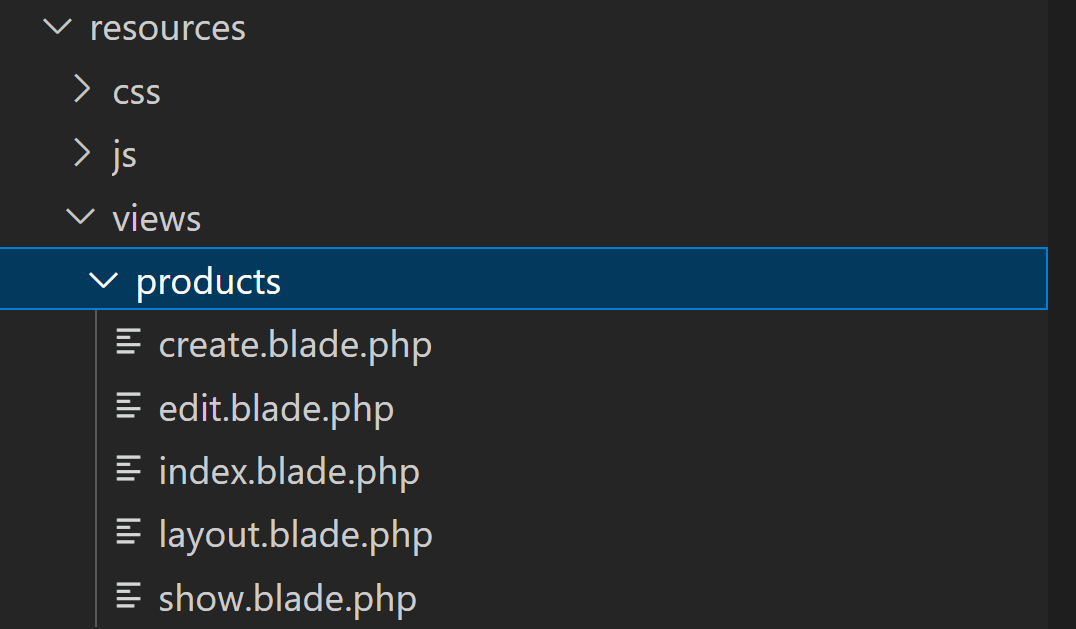 resources
css
js
views
products
create.blade.php
edit.blade.php
index.blade.php
layout.blade.php
show.blade.php